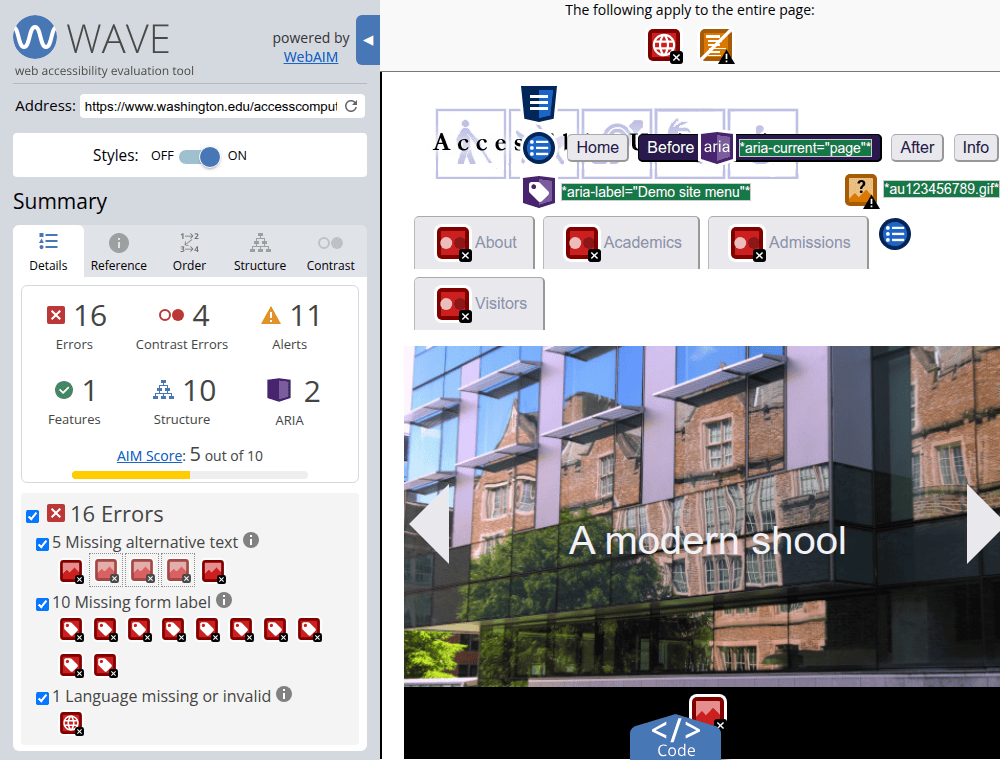 WAVE
web accessibility evaluation tool
powered by
WebAIM
Address: https://www.washington.edu/accesscomput
Styles: OFF ON
Summary
Details Reference Order Structure Contrast
16 Errors
4 Contrast Errors
11 Alerts
1 Features
10 Structure
2 ARIA
AIM Score: 5 out of 10
16 Errors
5 Missing alternative text
10 Missing form label
1 Language missing or invalid
The following apply to the entire page:
Home Before aria *aria-current="page"* After Info
*aria-label="Demo site menu"*
*au123456789.gif*
About Academics Admissions
Visitors
A modern shool
</> Code